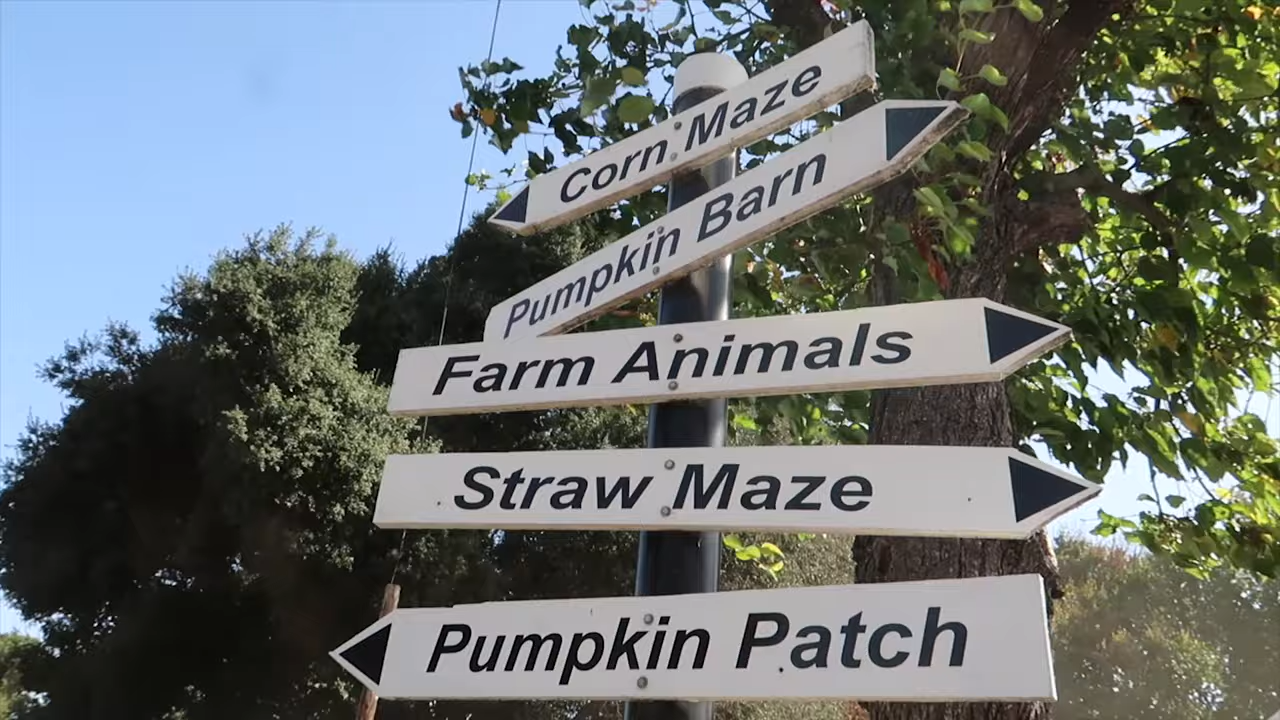 Corn Maze
Pumpkin Barn
Farm Animals
Straw Maze
Pumpkin Patch